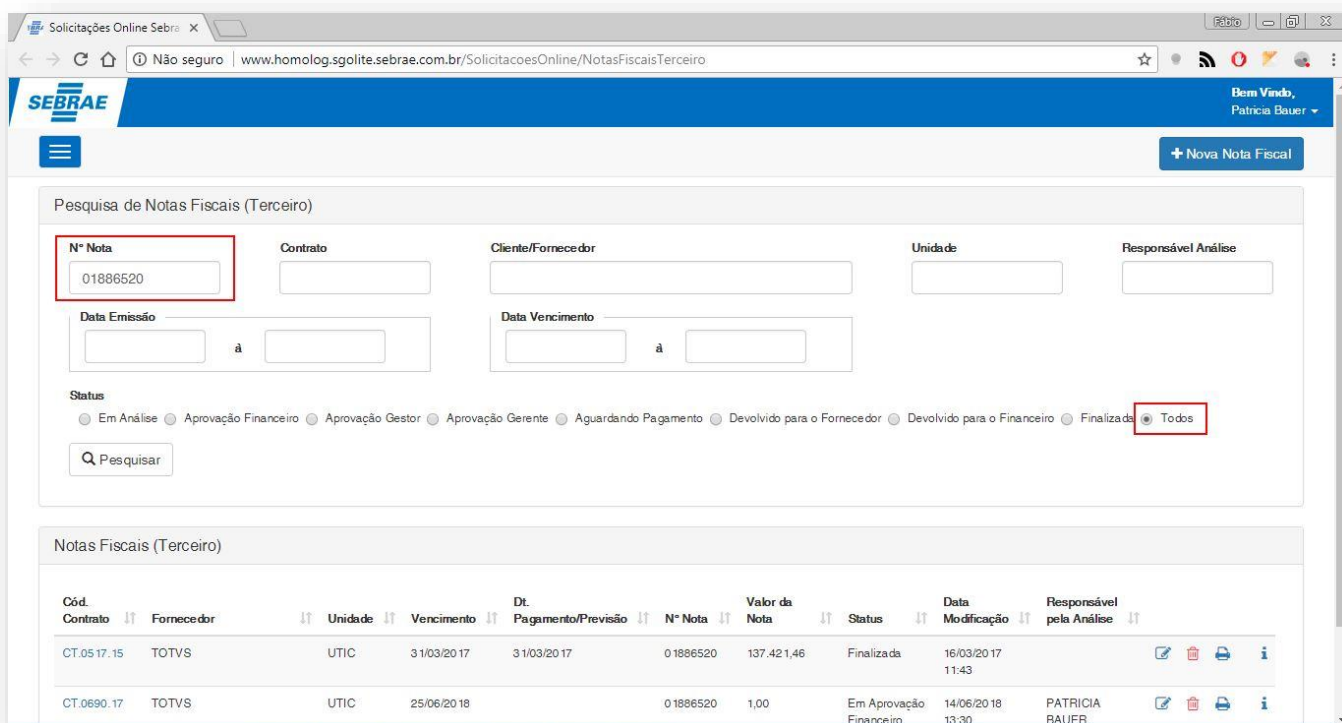 Solicitações Online Sebra
Fábio
Não seguro | www.homolog.sgolite.sebrae.com.br/SolicitacoesOnline/NotasFiscaisTerceiro
SEBRAE
Bem Vindo,
Patricia Bauer
+ Nova Nota Fiscal
Pesquisa de Notas Fiscais (Terceiro)
Nº Nota Contrato Cliente/Fornecedor Unidade Responsável Análise
01886520
Data Emissão Data Vencimento
à à
Status
Em Análise Aprovação Financeiro Aprovação Gestor Aprovação Gerente Aguardando Pagamento Devolvido para o Fornecedor Devolvido para o Financeiro Finalizada Todos
Pesquisar
Notas Fiscais (Terceiro)
Cód. Dt. Valor da Data Responsável
Contrato Fornecedor Unidade Vencimento Pagamento/Previsão Nº Nota Nota Status Modificação pela Análise
CT.0517.15 TOTVS UTIC 31/03/2017 31/03/2017 01886520 137.421,46 Finalizada 16/03/2017
11:43
CT.0690.17 TOTVS UTIC 25/06/2018 01886520 1,00 Em Aprovação 14/06/2018 PATRICIA
Financeiro 13:30 BAUER